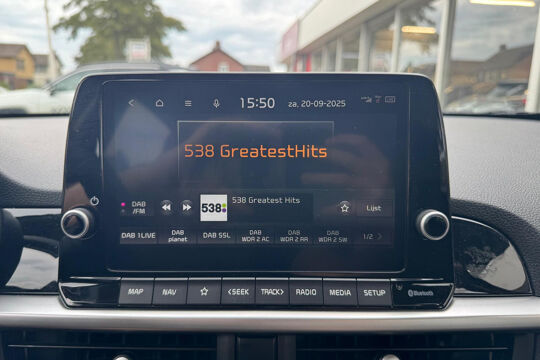 15:50 za, 20-09-2025
538 GreatestHits
DAB
/FM
538
538 Greatest Hits
Lijst
DAB 1LIVE
DAB
planet
DAB SSL
DAB
WDR 2 AC
DAB
WDR 2 RR
DAB
WDR 2 SW
1/2 >
MAP
NAV
☆
< SEEK
TRACK >
RADIO
MEDIA
SETUP
Bluetooth